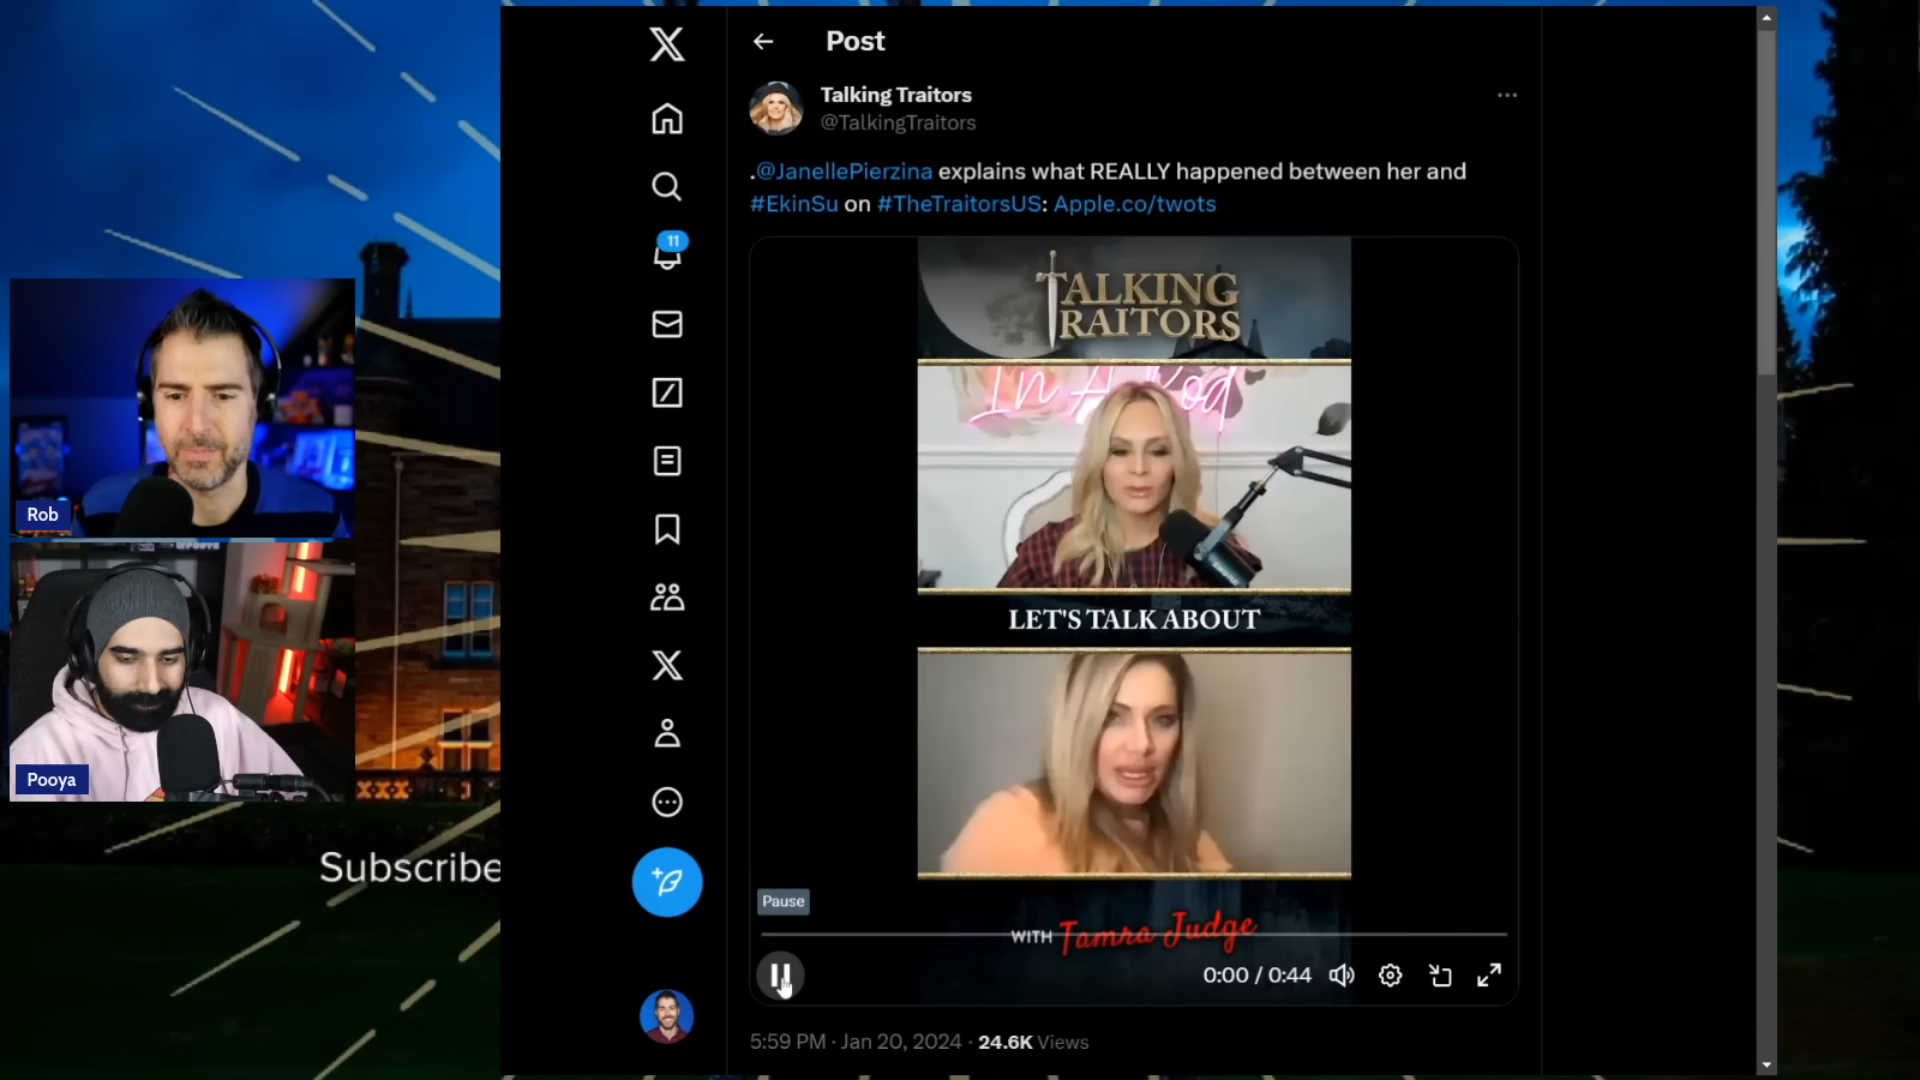 Post
Talking Traitors
@TalkingTraitors
.@JanellePierzina explains what REALLY happened between her and
#EkinSu on #TheTraitorsUS: Apple.co/twots
11
TALKING
TRAITORS
In A Pod
LET'S TALK ABOUT
Rob
Pooya
Subscribe
Pause
WITH Tamra Judge
0:00 / 0:44
5:59 PM · Jan 20, 2024 · 24.6K Views